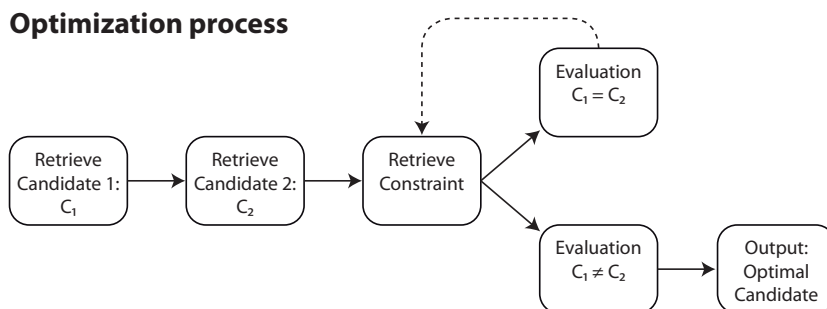 Optimization process
Retrieve
Candidate 1:
C₁
Retrieve
Candidate 2:
C₂
Retrieve
Constraint
Evaluation
C₁ = C₂
Evaluation
C₁ ≠ C₂
Output:
Optimal
Candidate